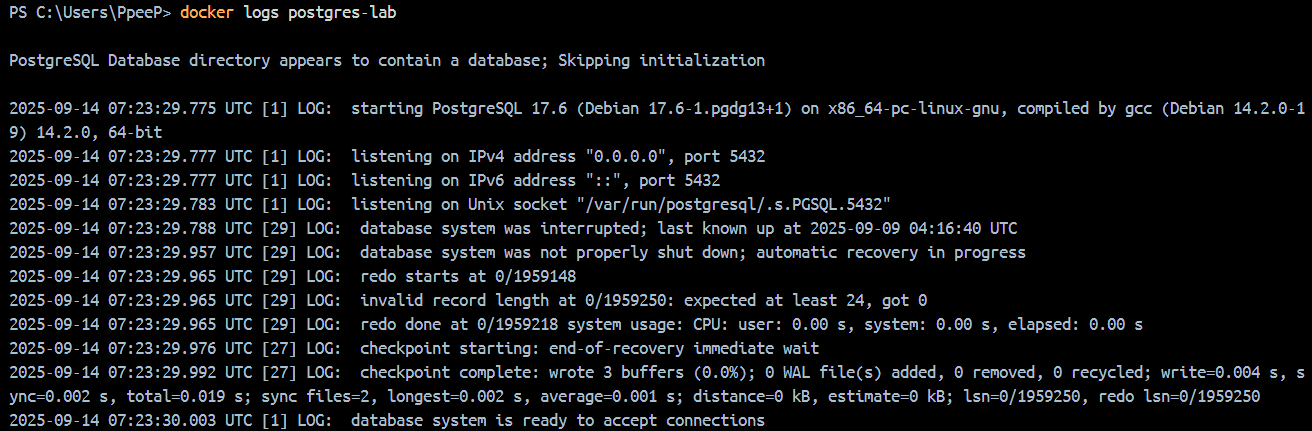 PS C:\Users\PpeeP> docker logs postgres-lab
PostgreSQL Database directory appears to contain a database; Skipping initialization
2025-09-14 07:23:29.775 UTC [1] LOG:  starting PostgreSQL 17.6 (Debian 17.6-1.pgdg13+1) on x86_64-pc-linux-gnu, compiled by gcc (Debian 14.2.0-1
9) 14.2.0, 64-bit
2025-09-14 07:23:29.777 UTC [1] LOG:  listening on IPv4 address "0.0.0.0", port 5432
2025-09-14 07:23:29.777 UTC [1] LOG:  listening on IPv6 address "::", port 5432
2025-09-14 07:23:29.783 UTC [1] LOG:  listening on Unix socket "/var/run/postgresql/.s.PGSQL.5432"
2025-09-14 07:23:29.788 UTC [29] LOG:  database system was interrupted; last known up at 2025-09-09 04:16:40 UTC
2025-09-14 07:23:29.957 UTC [29] LOG:  database system was not properly shut down; automatic recovery in progress
2025-09-14 07:23:29.965 UTC [29] LOG:  redo starts at 0/1959148
2025-09-14 07:23:29.965 UTC [29] LOG:  invalid record length at 0/1959250: expected at least 24, got 0
2025-09-14 07:23:29.965 UTC [29] LOG:  redo done at 0/1959218 system usage: CPU: user: 0.00 s, system: 0.00 s, elapsed: 0.00 s
2025-09-14 07:23:29.976 UTC [27] LOG:  checkpoint starting: end-of-recovery immediate wait
2025-09-14 07:23:29.992 UTC [27] LOG:  checkpoint complete: wrote 3 buffers (0.0%); 0 WAL file(s) added, 0 removed, 0 recycled; write=0.004 s, s
ync=0.002 s, total=0.019 s; sync files=2, longest=0.002 s, average=0.001 s; distance=0 kB, estimate=0 kB; lsn=0/1959250, redo lsn=0/1959250
2025-09-14 07:23:30.003 UTC [1] LOG:  database system is ready to accept connections